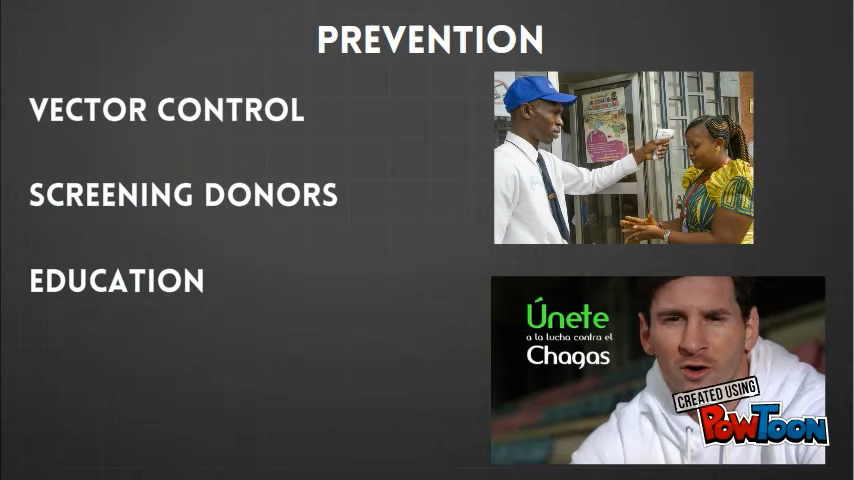 PREVENTION
VECTOR CONTROL
SCREENING DONORS
EDUCATION
Únete
a la lucha contra el
Chagas
CREATED USING
POWTOON